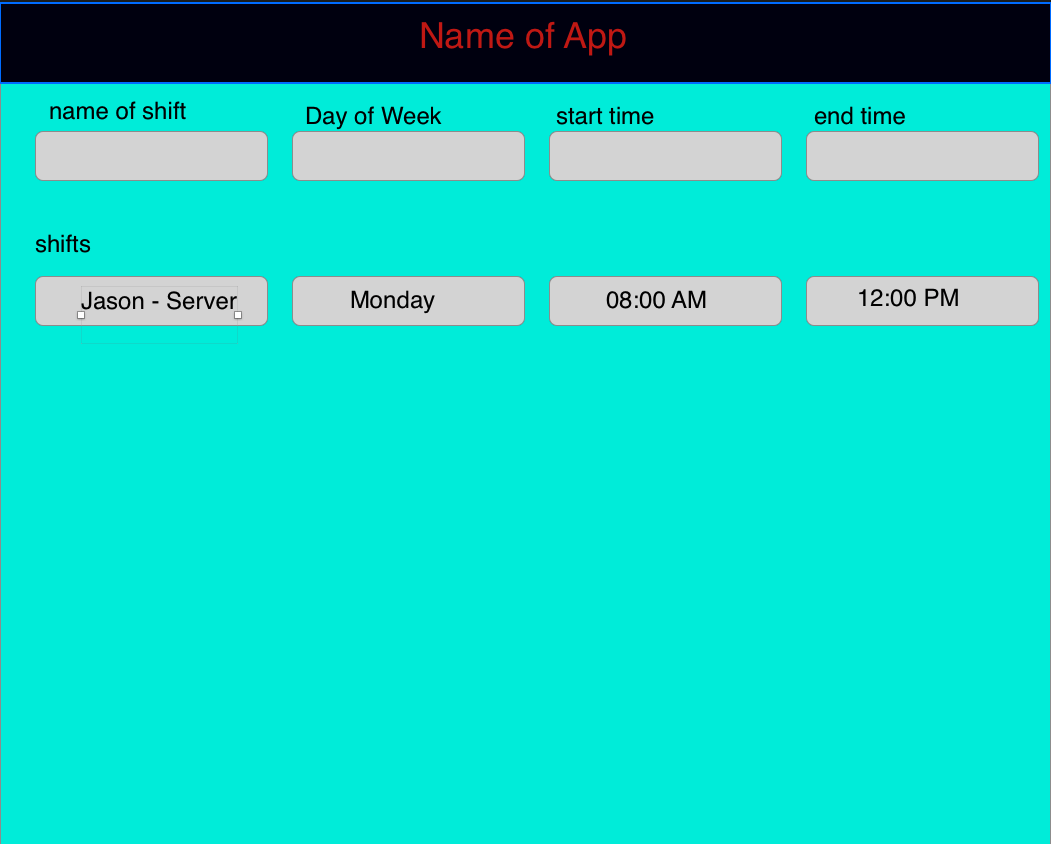 Name of App
name of shift
Day of Week
start time
end time
shifts
Jason - Server
Monday
08:00 AM
12:00 PM